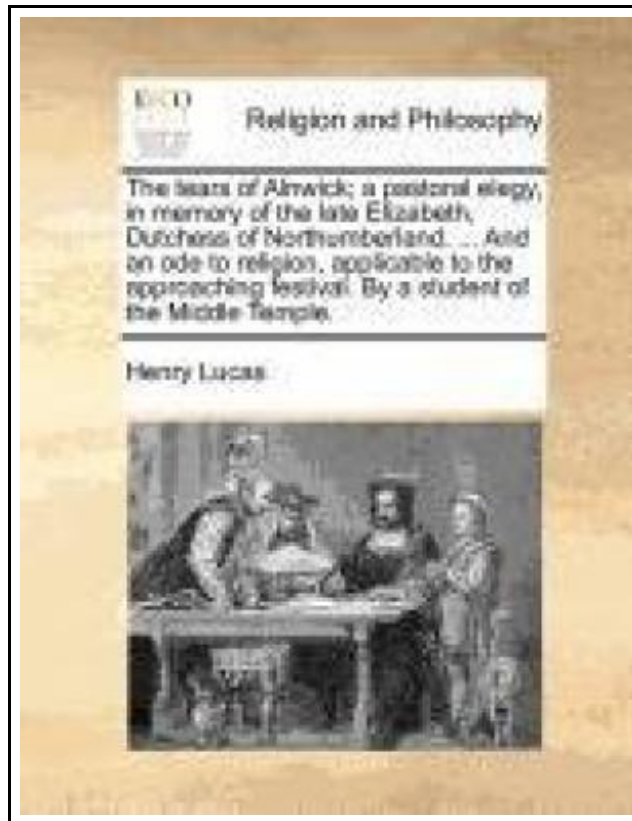 ECCO
Religion and Philosophy
The tears of Alnwick; a pastoral elegy,
in memory of the late Elizabeth,
Dutchess of Northumberland. ... And
an ode to religion, applicable to the
approaching festival. By a student of
the Middle Temple.
Henry Lucas